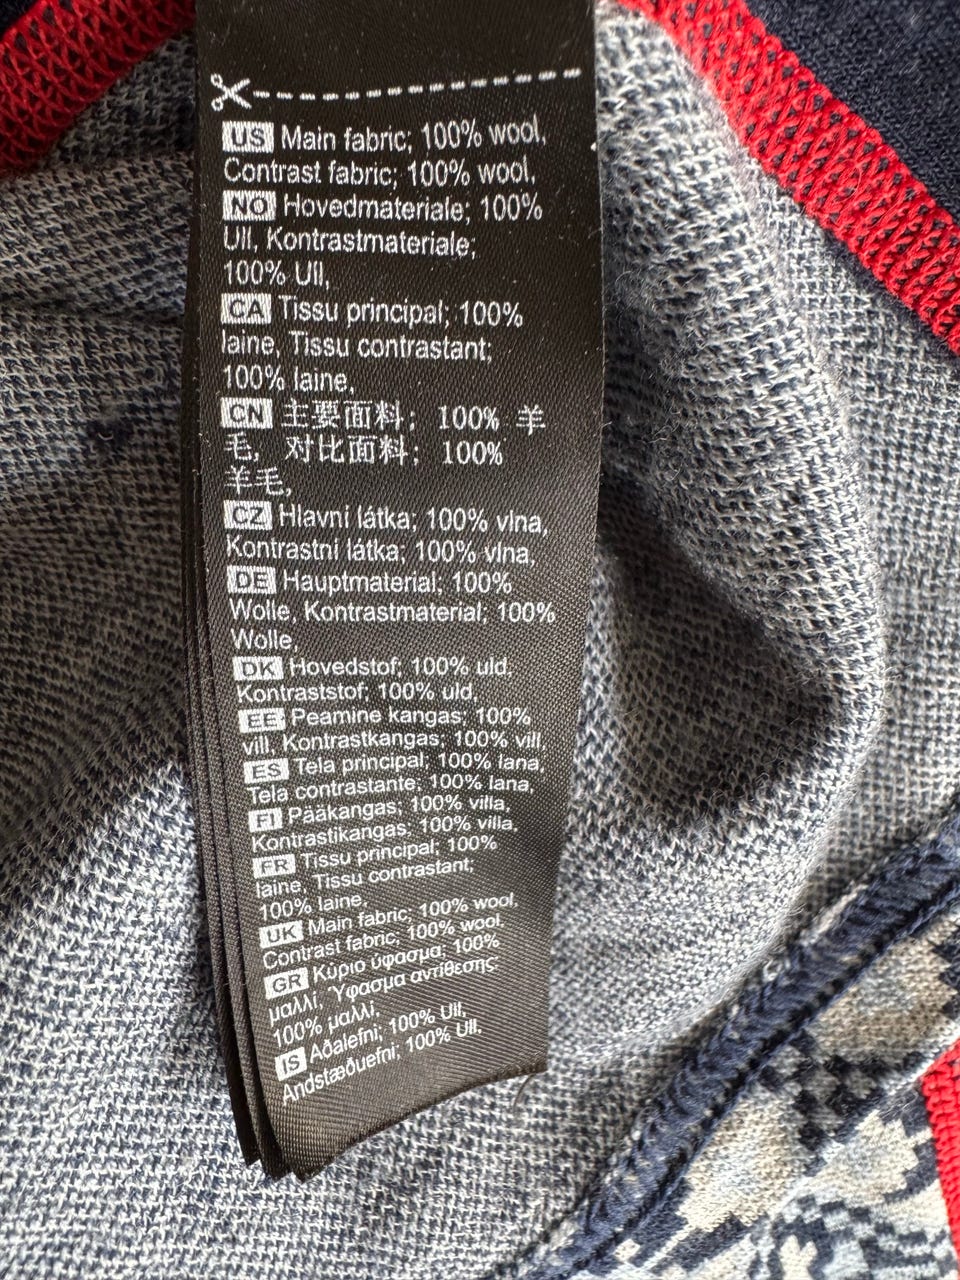 US Main fabric; 100% wool,
Contrast fabric; 100% wool,
NO Hovedmateriale; 100%
Ull, Kontrastmateriale;
100% Ull,
CA Tissu principal; 100%
laine, Tissu contrastant;
100% laine,
CN 主要面料; 100% 羊
毛, 对比面料; 100%
羊毛,
CZ Hlavní látka; 100% vlna,
Kontrastní látka; 100% vlna,
DE Hauptmaterial; 100%
Wolle, Kontrastmaterial; 100%
Wolle,
DK Hovedstof; 100% uld,
Kontraststof; 100% uld,
EE Peamine kangas; 100%
vill, Kontrastkangas; 100% vill,
ES Tela principal; 100% lana,
Tela contrastante; 100% lana,
FI Pääkangas; 100% villa,
Kontrastikangas; 100% villa,
FR Tissu principal; 100%
laine, Tissu contrastant;
100% laine,
UK Main fabric; 100% wool,
Contrast fabric; 100% wool,
GR Κύριο ύφασμα; 100%
μαλλί, Ύφασμα αντίθεσης;
100% μαλλί,
IS Aðalefni; 100% Ull,
Andstæðuefni; 100% Ull,